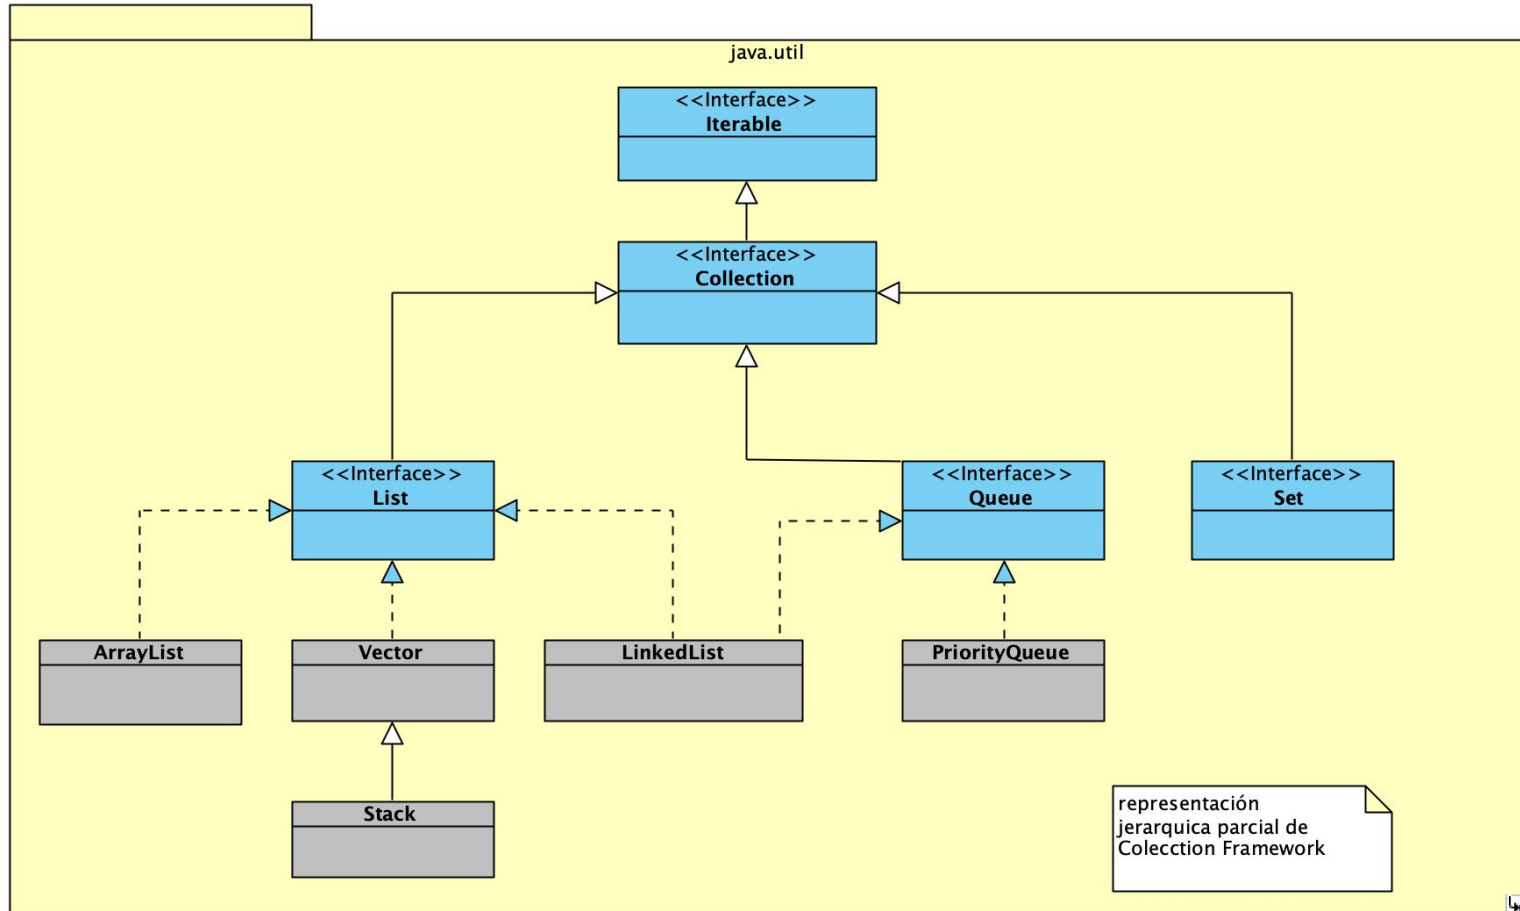 java.util
<<Interface>>
Iterable
<<Interface>>
Collection
<<Interface>>
List
<<Interface>>
Queue
<<Interface>>
Set
ArrayList
Vector
LinkedList
PriorityQueue
Stack
representación
jerarquica parcial de
Colecction Framework